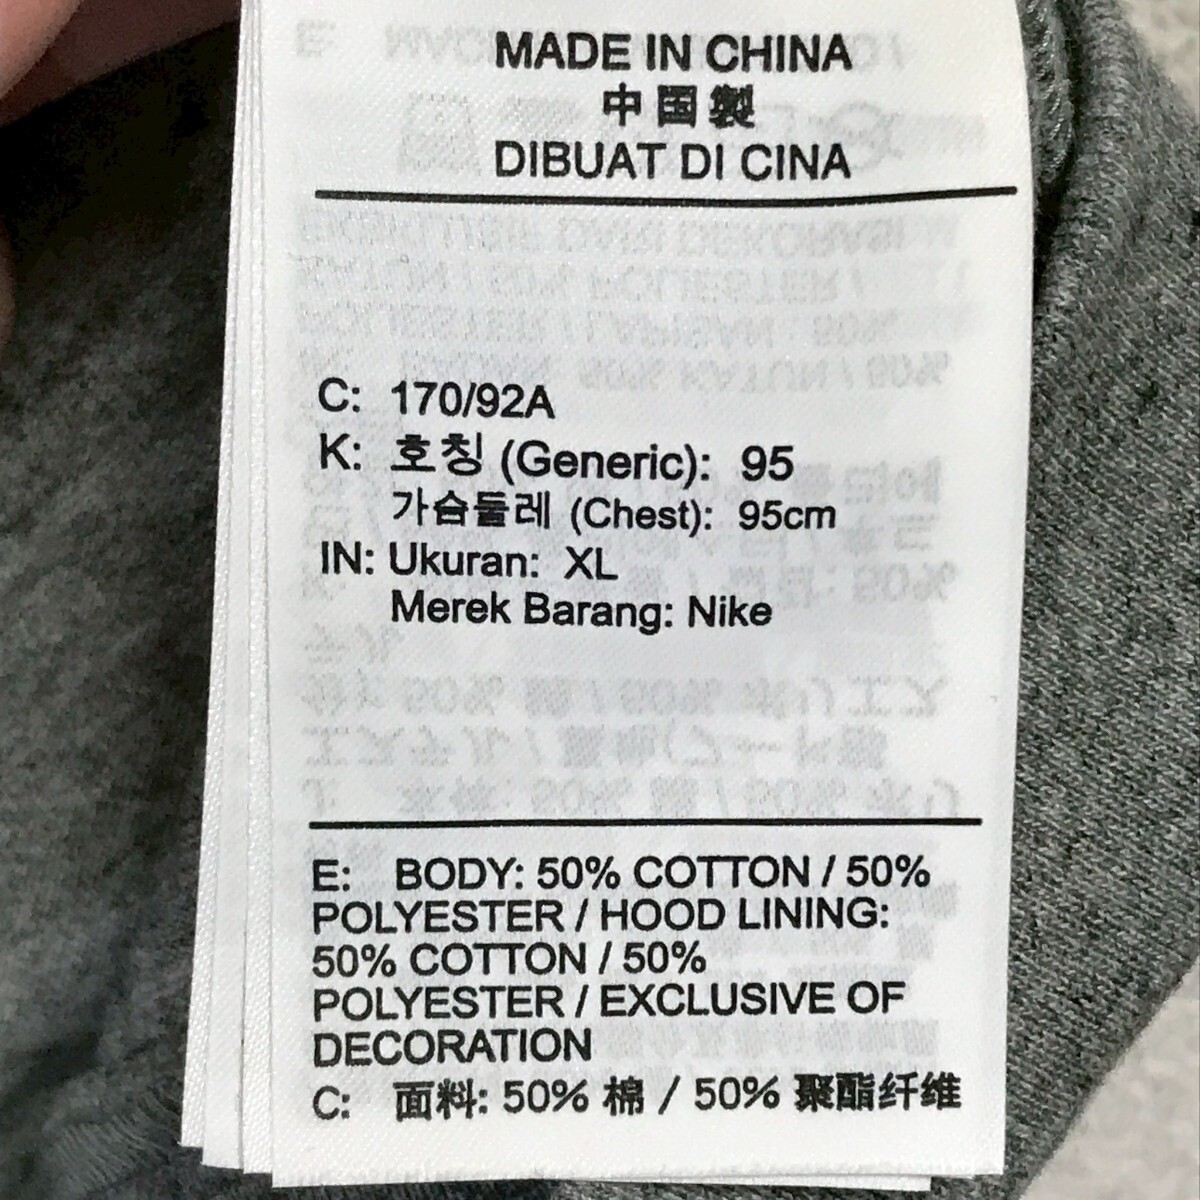 MADE IN CHINA
中国製
DIBUAT DI CINA
C: 170/92A
K: 호칭 (Generic): 95
가슴둘레 (Chest): 95cm
IN: Ukuran: XL
Merek Barang: Nike
E: BODY: 50% COTTON / 50%
POLYESTER / HOOD LINING:
50% COTTON / 50%
POLYESTER / EXCLUSIVE OF
DECORATION
C: 面料: 50% 棉 / 50% 聚酯纤维